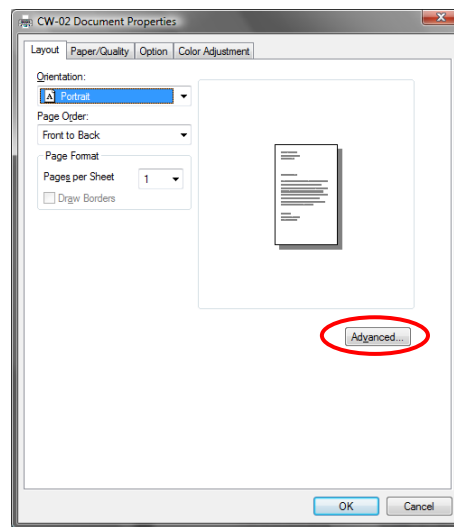 CW-02 Document Properties
Layout Paper/Quality Option Color Adjustment
Orientation:
Portrait
Page Order:
Front to Back
Page Format
Pages per Sheet 1
Draw Borders
Advanced...
OK Cancel